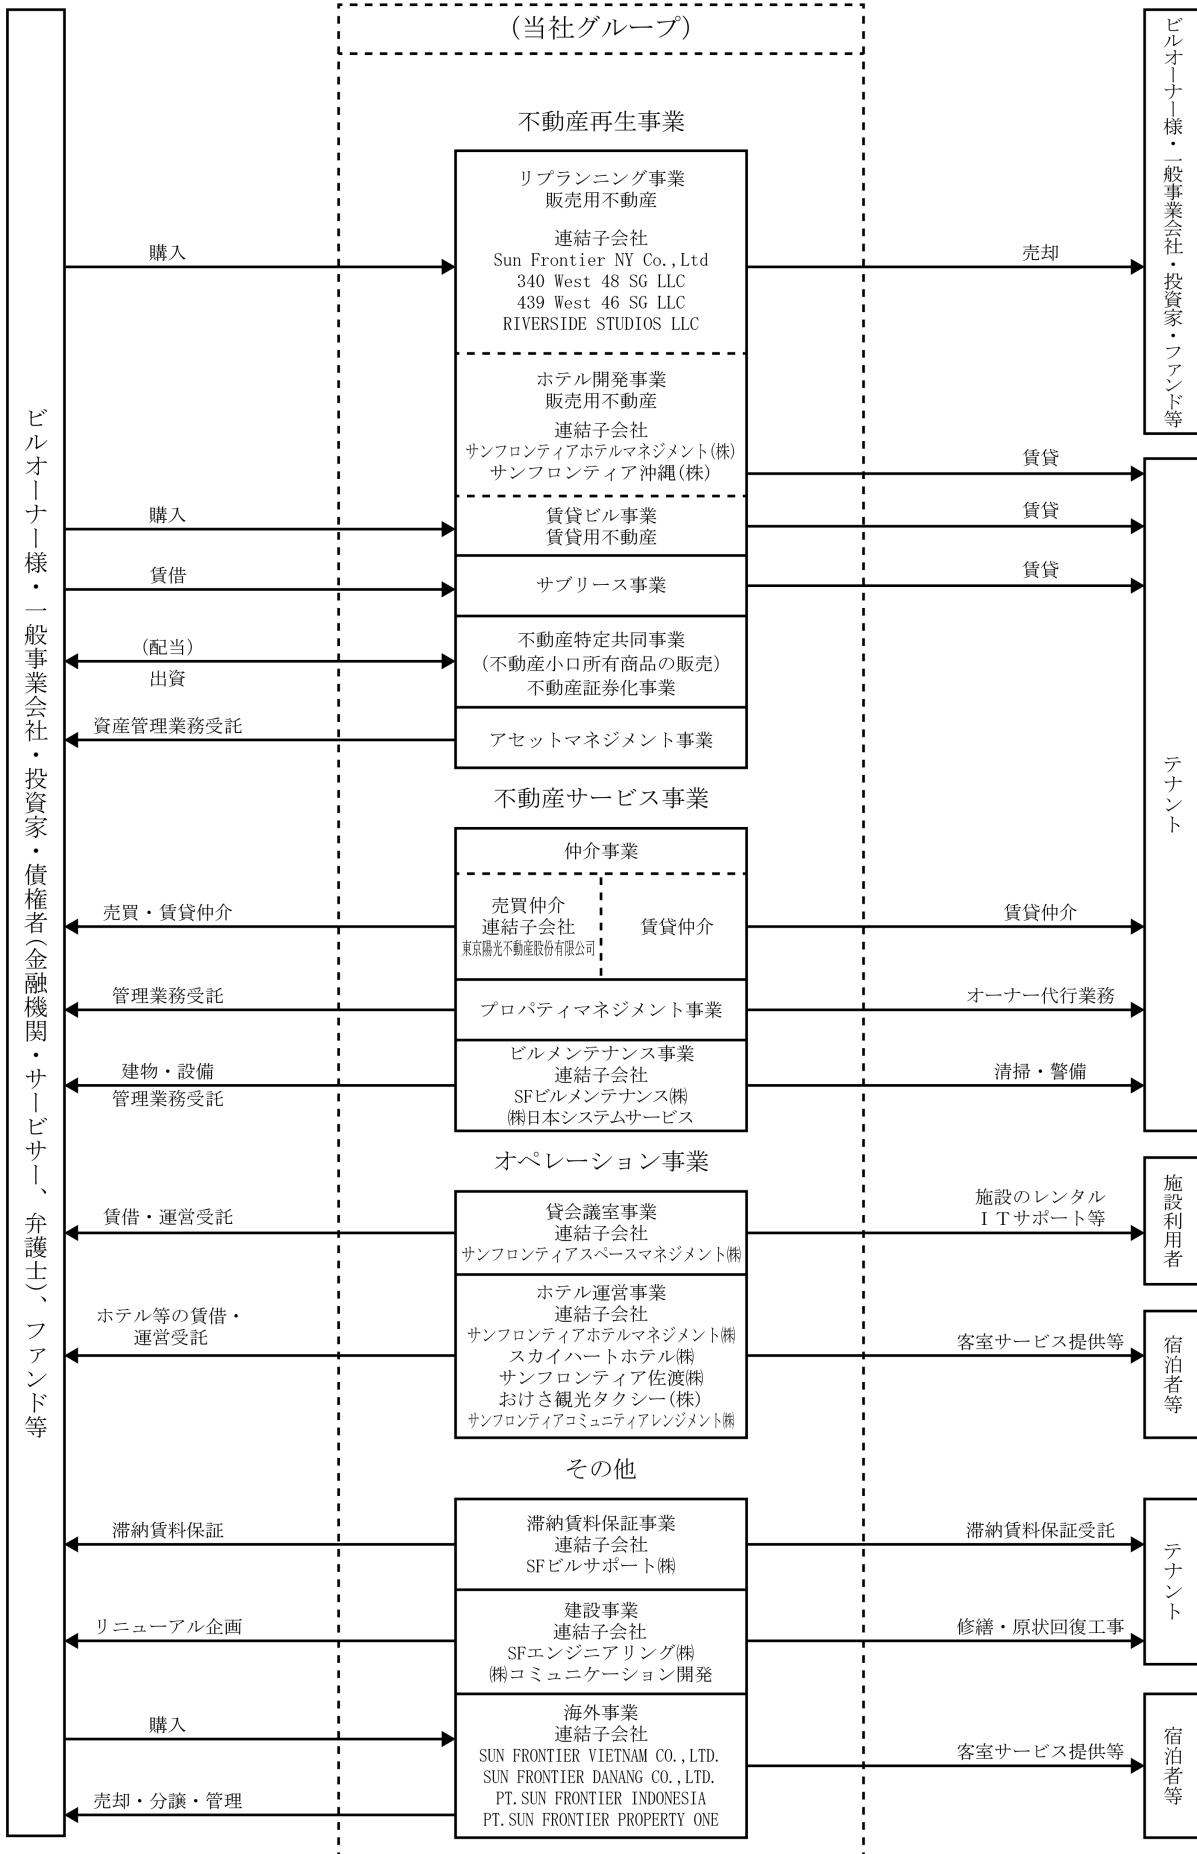 (当社グループ)
ビルオーナー様・一般事業会社・投資家・債権者(金融機関・サービサー、弁護士)、ファンド等
不動産再生事業
リプランニング事業
販売用不動産
連結子会社
Sun Frontier NY Co.,Ltd
340 West 48 SG LLC
439 West 46 SG LLC
RIVERSIDE STUDIOS LLC
購入
売却
ビルオーナー様・一般事業会社・投資家・ファンド等
ホテル開発事業
販売用不動産
連結子会社
サンフロンティアホテルマネジメント(株)
サンフロンティア沖縄(株)
賃貸
購入
賃貸ビル事業
賃貸用不動産
賃貸
賃借
サブリース事業
賃貸
(配当)
出資
不動産特定共同事業
(不動産小口所有商品の販売)
不動産証券化事業
資産管理業務受託
アセットマネジメント事業
テナント
不動産サービス事業
仲介事業
売買・賃貸仲介
売買仲介
連結子会社
東京陽光不動産股份有限公司
賃貸仲介
賃貸仲介
管理業務受託
プロパティマネジメント事業
オーナー代行業務
建物・設備
管理業務受託
ビルメンテナンス事業
連結子会社
SFビルメンテナンス㈱
㈱日本システムサービス
清掃・警備
オペレーション事業
賃借・運営受託
貸会議室事業
連結子会社
サンフロンティアスペースマネジメント㈱
施設のレンタル
ITサポート等
施設利用者
ホテル等の賃借・
運営受託
ホテル運営事業
連結子会社
サンフロンティアホテルマネジメント㈱
スカイハートホテル㈱
サンフロンティア佐渡㈱
おけさ観光タクシー(株)
サンフロンティアコミュニティアレンジメント㈱
客室サービス提供等
宿泊者等
その他
滞納賃料保証
滞納賃料保証事業
連結子会社
SFビルサポート㈱
滞納賃料保証受託
テナント
リニューアル企画
建設事業
連結子会社
SFエンジニアリング㈱
㈱コミュニケーション開発
修繕・原状回復工事
購入
売却・分譲・管理
海外事業
連結子会社
SUN FRONTIER VIETNAM CO.,LTD.
SUN FRONTIER DANANG CO.,LTD.
PT.SUN FRONTIER INDONESIA
PT.SUN FRONTIER PROPERTY ONE
客室サービス提供等
宿泊者等